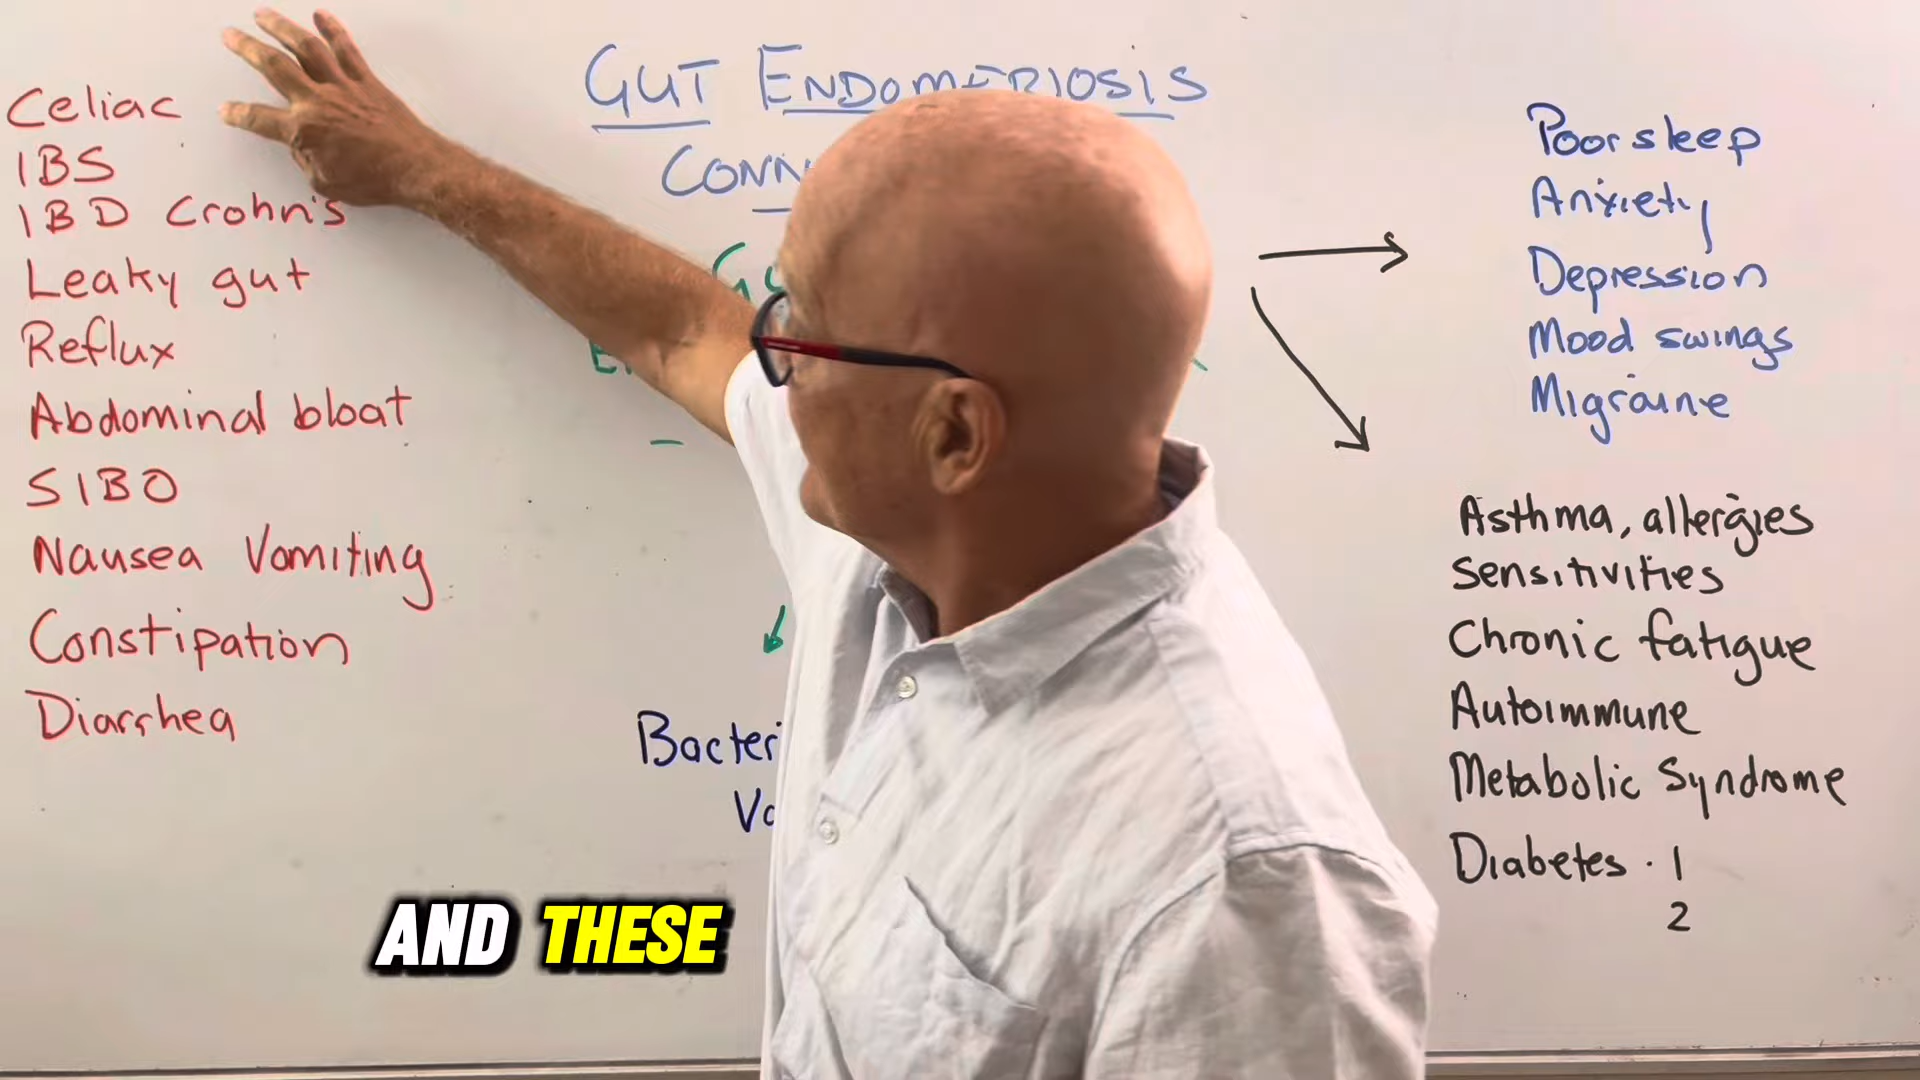 GUT ENDOMERIOSIS
Celiac
IBS
IBD Crohn's
Leaky gut
Reflux
Abdominal bloat
SIBO
Nausea Vomiting
Constipation
Diarrhea
Poor sleep
Anxiety
Depression
Mood swings
Migraine
Asthma, allergies
Sensitivities
Chronic fatigue
Autoimmune
Metabolic Syndrome
Diabetes · 1
2
AND THESE